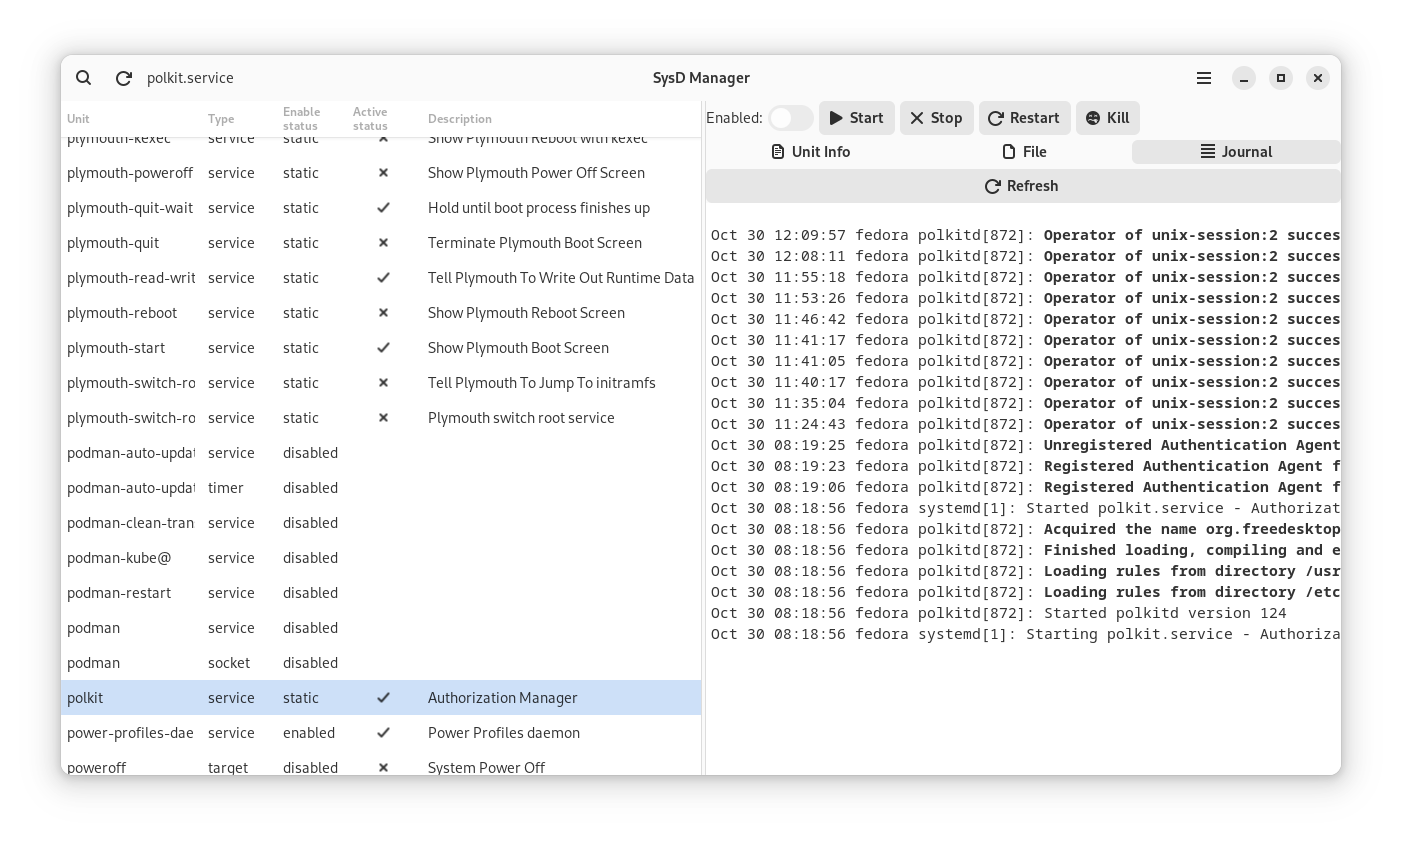 polkit.service
SysD Manager
Unit Type Enable status Active status Description
plymouth-kexec service static Show Plymouth Reboot with kexec
plymouth-poweroff service static Show Plymouth Power Off Screen
plymouth-quit-wait service static Hold until boot process finishes up
plymouth-quit service static Terminate Plymouth Boot Screen
plymouth-read-writ service static Tell Plymouth To Write Out Runtime Data
plymouth-reboot service static Show Plymouth Reboot Screen
plymouth-start service static Show Plymouth Boot Screen
plymouth-switch-ro service static Tell Plymouth To Jump To initramfs
plymouth-switch-ro service static Plymouth switch root service
podman-auto-updat service disabled
podman-auto-updat timer disabled
podman-clean-tran service disabled
podman-kube@ service disabled
podman-restart service disabled
podman service disabled
podman socket disabled
polkit service static Authorization Manager
power-profiles-dae service enabled Power Profiles daemon
poweroff target disabled System Power Off
Enabled: Start Stop Restart Kill
Unit Info File Journal
Refresh
Oct 30 12:09:57 fedora polkitd[872]: Operator of unix-session:2 succes
Oct 30 12:08:11 fedora polkitd[872]: Operator of unix-session:2 succes
Oct 30 11:55:18 fedora polkitd[872]: Operator of unix-session:2 succes
Oct 30 11:53:26 fedora polkitd[872]: Operator of unix-session:2 succes
Oct 30 11:46:42 fedora polkitd[872]: Operator of unix-session:2 succes
Oct 30 11:41:17 fedora polkitd[872]: Operator of unix-session:2 succes
Oct 30 11:41:05 fedora polkitd[872]: Operator of unix-session:2 succes
Oct 30 11:40:17 fedora polkitd[872]: Operator of unix-session:2 succes
Oct 30 11:35:04 fedora polkitd[872]: Operator of unix-session:2 succes
Oct 30 11:24:43 fedora polkitd[872]: Operator of unix-session:2 succes
Oct 30 08:19:25 fedora polkitd[872]: Unregistered Authentication Agent
Oct 30 08:19:23 fedora polkitd[872]: Registered Authentication Agent f
Oct 30 08:19:06 fedora polkitd[872]: Registered Authentication Agent f
Oct 30 08:18:56 fedora systemd[1]: Started polkit.service - Authorizat
Oct 30 08:18:56 fedora polkitd[872]: Acquired the name org.freedesktop
Oct 30 08:18:56 fedora polkitd[872]: Finished loading, compiling and e
Oct 30 08:18:56 fedora polkitd[872]: Loading rules from directory /usr
Oct 30 08:18:56 fedora polkitd[872]: Loading rules from directory /etc
Oct 30 08:18:56 fedora polkitd[872]: Started polkitd version 124
Oct 30 08:18:56 fedora systemd[1]: Starting polkit.service - Authoriza